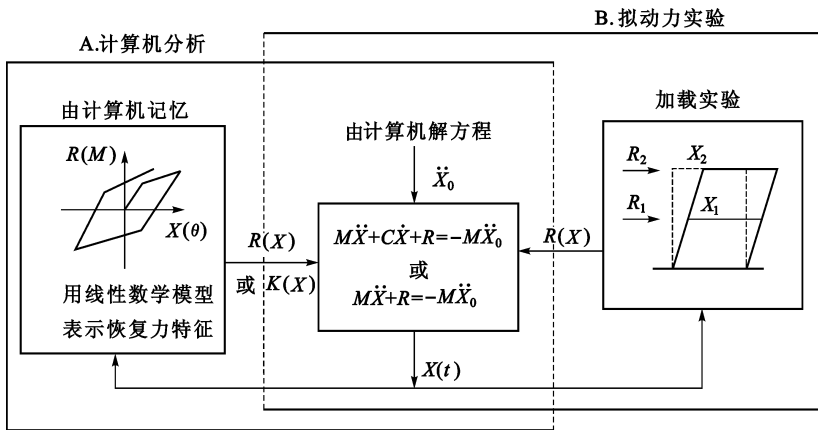 B.拟动力实验
A.计算机分析
由计算机记忆
R(M)
X(θ)
用线性数学模型
表示恢复力特征
R(X)
或 K(X)
由计算机解方程
Ẍ₀
MẌ+CẊ+R=-MẌ₀
或
MẌ+R=-MẌ₀
X(t)
R(X)
加载实验
R₂
X₂
R₁
X₁